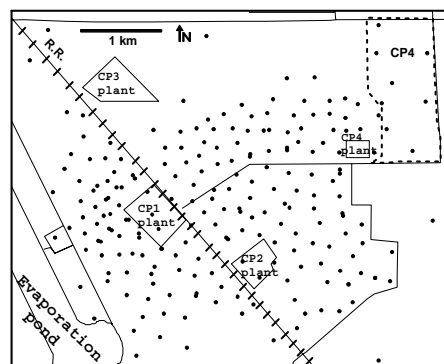 R.R.
N
1 km
CP4
CP3
plant
CP4
plant
CP1
plant
CP2
plant
Evaporation
pond